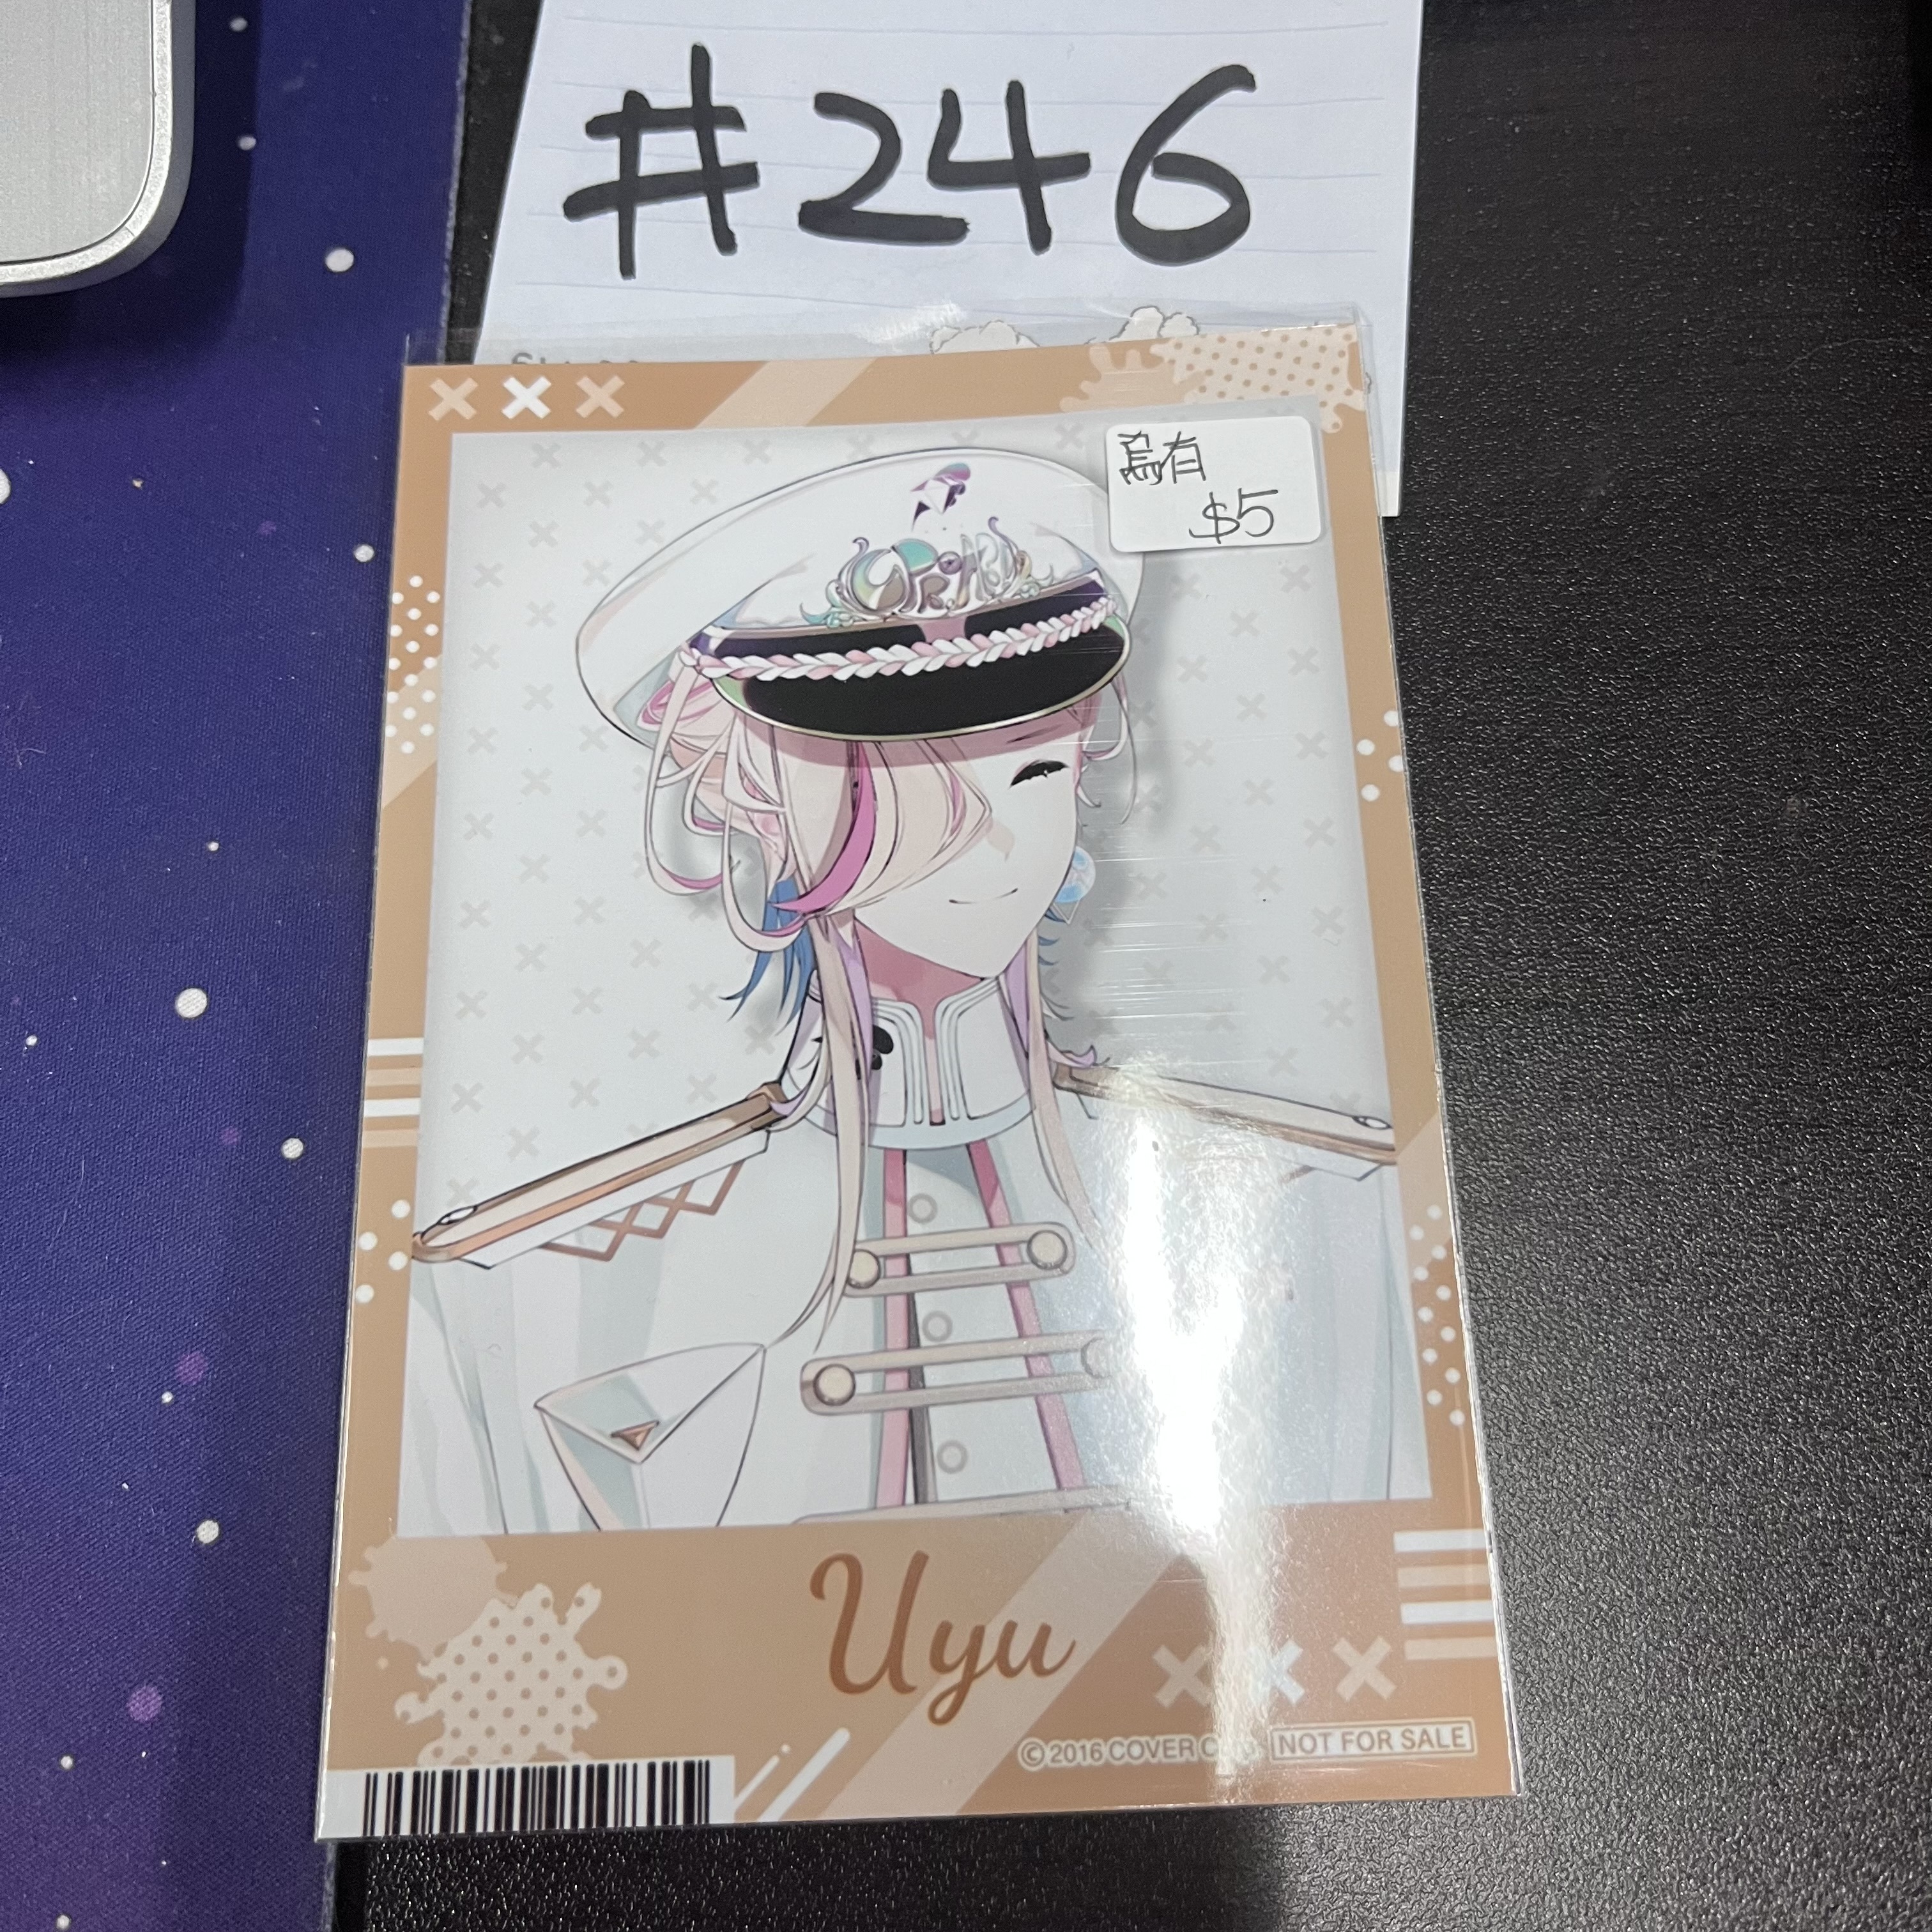 #246
烏有
$5
Uyu
© 2016 COVER
NOT FOR SALE